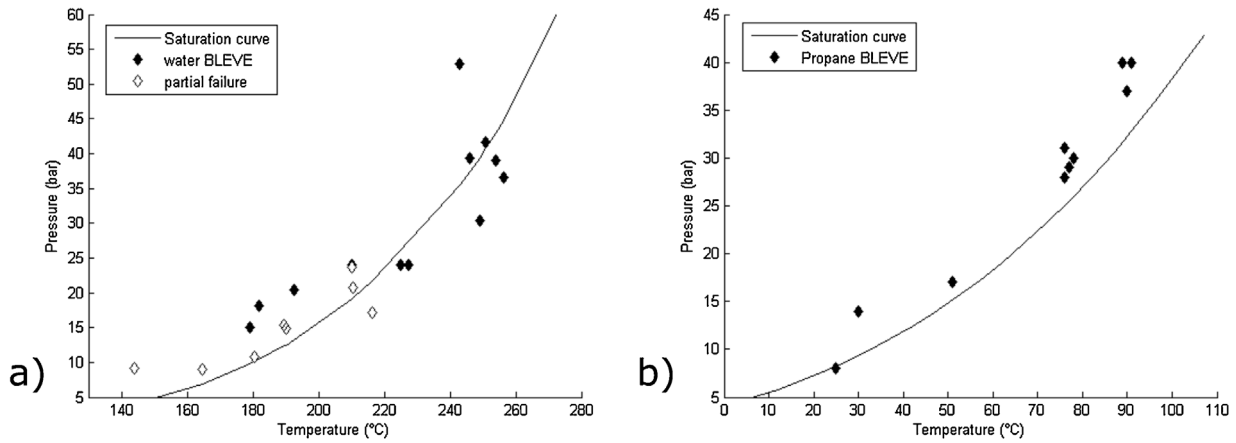 60
55
50
45
40
35
30
25
20
15
10
5
Pressure (bar)
Saturation curve
water BLEVE
partial failure
140 160 180 200 220 240 260 280
Temperature (°C)
a)
45
40
35
30
25
20
15
10
5
Pressure (bar)
Saturation curve
Propane BLEVE
0 10 20 30 40 50 60 70 80 90 100 110
Temperature (°C)
b)